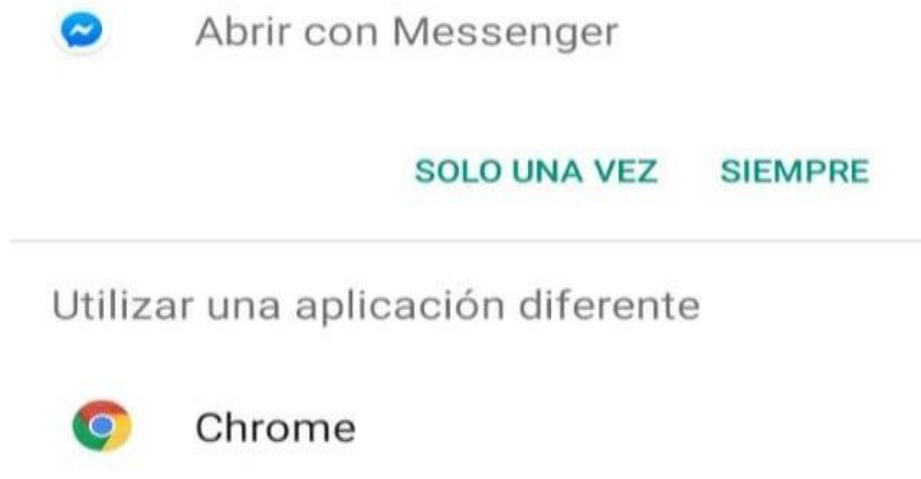 Abrir con Messenger
SOLO UNA VEZ SIEMPRE
Utilizar una aplicación diferente
Chrome